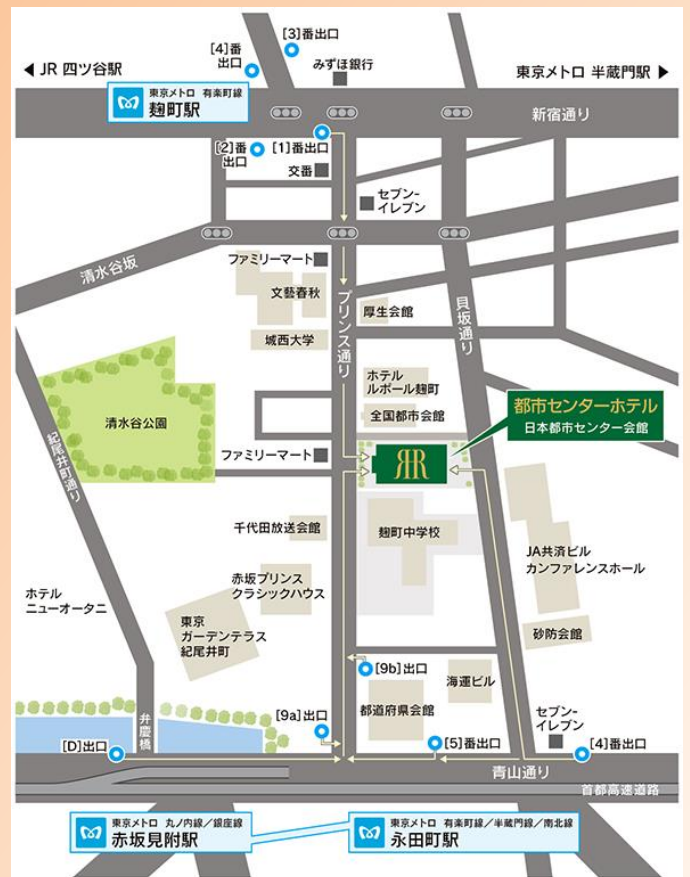 [3]番出口
[4]番
出口
◀ JR 四ツ谷駅
みずほ銀行
東京メトロ 半蔵門駅 ▶
東京メトロ 有楽町線
麹町駅
新宿通り
[2]番
出口
[1]番出口
交番
セブン-
イレブン
清水谷坂
ファミリーマート
文藝春秋
プリンス通り
厚生会館
貝坂通り
城西大学
ホテル
ルポール麹町
都市センターホテル
日本都市センター会館
全国都市会館
清水谷公園
紀尾井町通り
ファミリーマート
RR
千代田放送会館
麹町中学校
JA共済ビル
カンファレンスホール
ホテル
ニューオータニ
赤坂プリンス
クラシックハウス
東京
ガーデンテラス
紀尾井町
砂防会館
[9b]出口
海運ビル
都道府県会館
弁慶橋
[9a]出口
セブン-
イレブン
[D]出口
[5]番出口
[4]番出口
青山通り
首都高速道路
東京メトロ 丸ノ内線/銀座線
赤坂見附駅
東京メトロ 有楽町線/半蔵門線/南北線
永田町駅